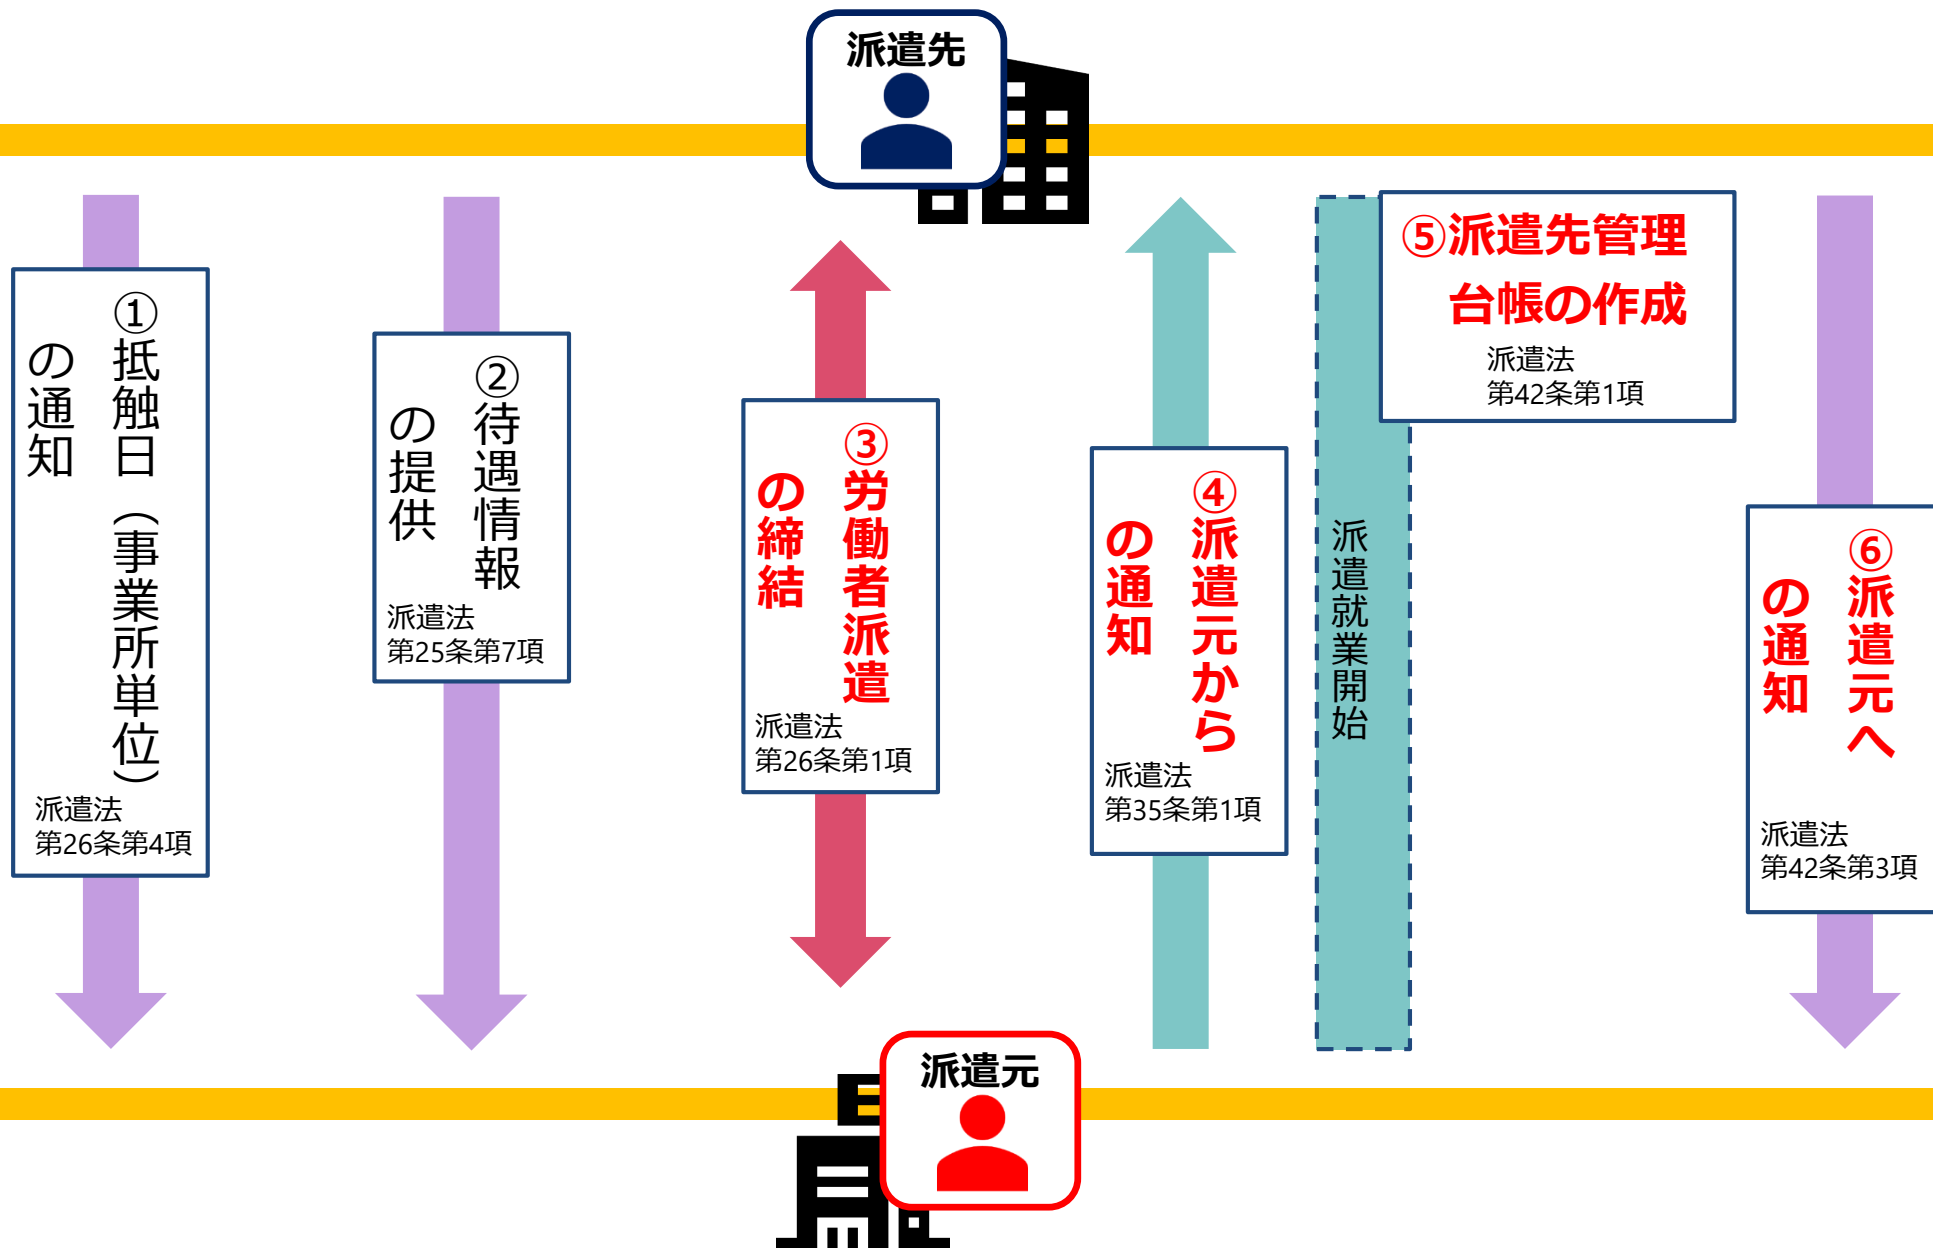 派遣先
①抵触日（事業所単位）
の通知
派遣法
第26条第4項
②待遇情報
の提供
派遣法
第25条第7項
③労働者派遣
の締結
派遣法
第26条第1項
④派遣元から
の通知
派遣法
第35条第1項
派遣就業開始
⑤派遣先管理
台帳の作成
派遣法
第42条第1項
⑥派遣元へ
の通知
派遣法
第42条第3項
派遣元